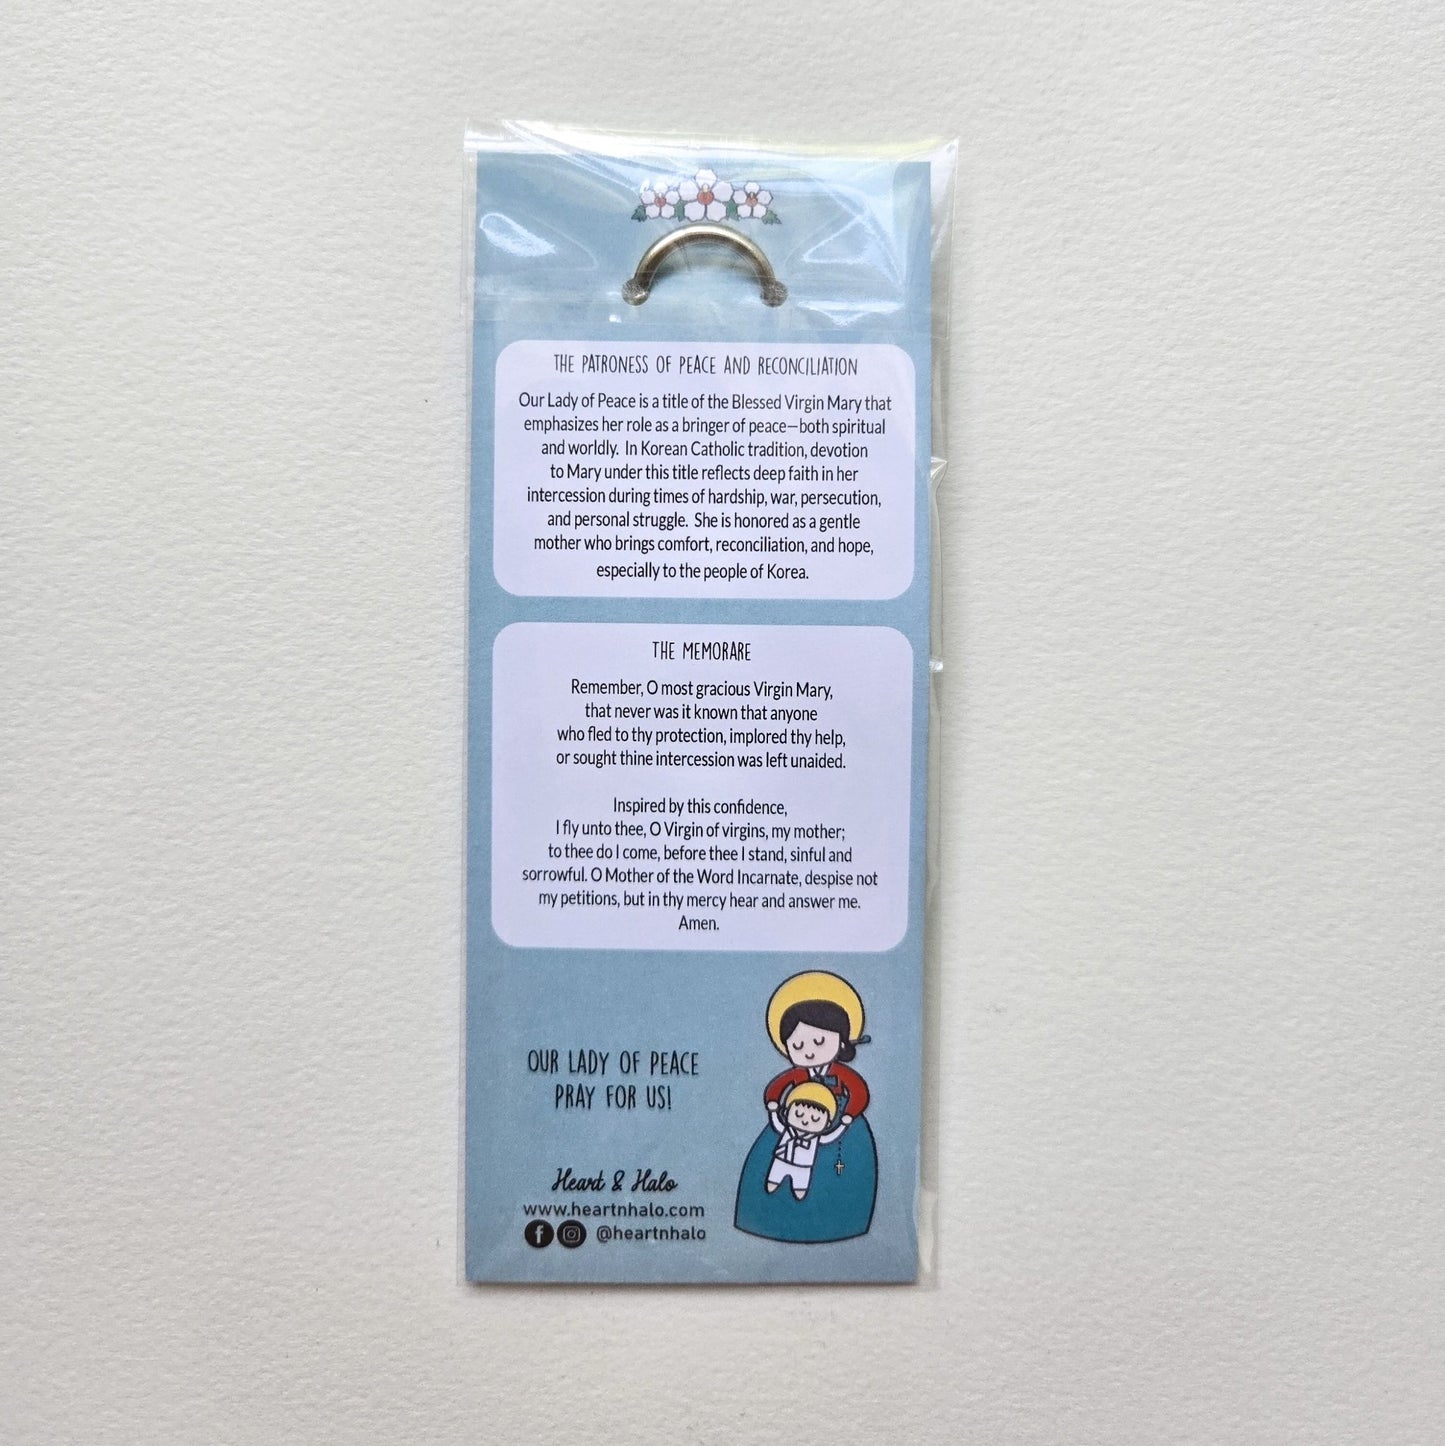 THE PATRONESS OF PEACE AND RECONCILIATION
Our Lady of Peace is a title of the Blessed Virgin Mary that
emphasizes her role as a bringer of peace—both spiritual
and worldly. In Korean Catholic tradition, devotion
to Mary under this title reflects deep faith in her
intercession during times of hardship, war, persecution,
and personal struggle. She is honored as a gentle
mother who brings comfort, reconciliation, and hope,
especially to the people of Korea.
THE MEMORARE
Remember, O most gracious Virgin Mary,
that never was it known that anyone
who fled to thy protection, implored thy help,
or sought thine intercession was left unaided.
Inspired by this confidence,
I fly unto thee, O Virgin of virgins, my mother;
to thee do I come, before thee I stand, sinful and
sorrowful. O Mother of the Word Incarnate, despise not
my petitions, but in thy mercy hear and answer me.
Amen.
OUR LADY OF PEACE
PRAY FOR US!
Heart & Halo
www.heartnhalo.com
@heartnhalo